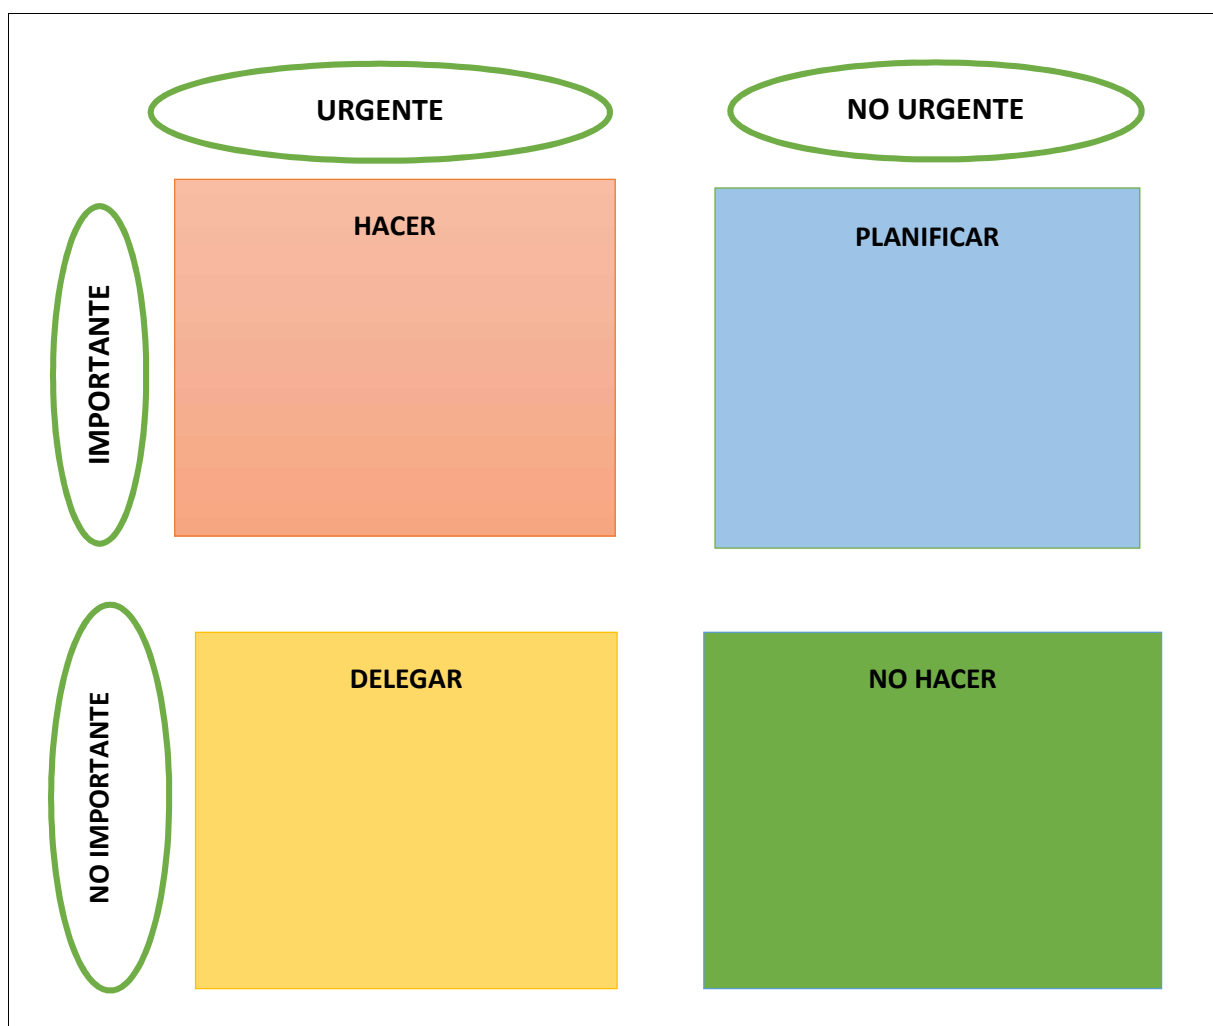 URGENTE
NO URGENTE
IMPORTANTE
HACER
PLANIFICAR
NO IMPORTANTE
DELEGAR
NO HACER